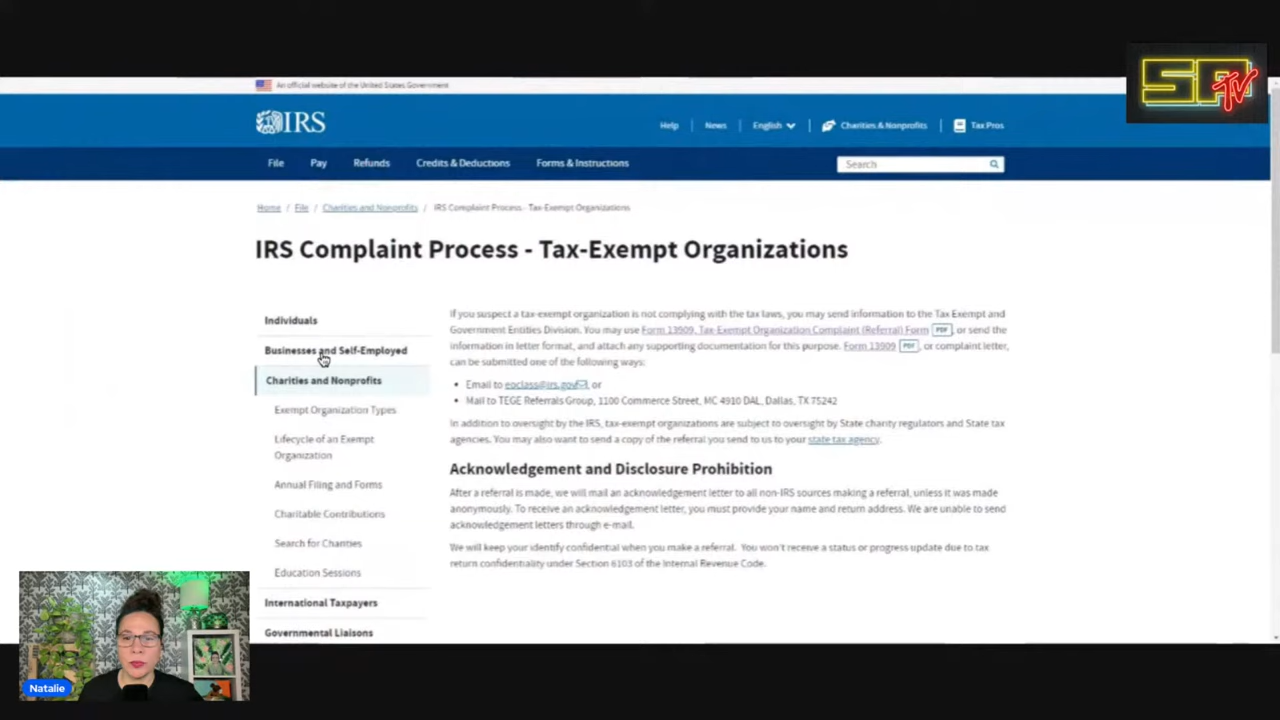 SPTV
An official website of the United States Government
IRS
Help
News
English
Charities & Nonprofits
Tax Pros
File
Pay
Refunds
Credits & Deductions
Forms & Instructions
Search
Home / File / Charities and Nonprofits / IRS Complaint Process - Tax-Exempt Organizations
IRS Complaint Process - Tax-Exempt Organizations
Individuals
Businesses and Self-Employed
Charities and Nonprofits
Exempt Organization Types
Lifecycle of an Exempt
Organization
Annual Filing and Forms
Charitable Contributions
Search for Charities
Education Sessions
International Taxpayers
Governmental Liaisons
If you suspect a tax-exempt organization is not complying with the tax laws, you may send information to the Tax Exempt and
Government Entities Division. You may use Form 13909, Tax-Exempt Organization Complaint (Referral) Form PDF, or send the
information in letter format, and attach any supporting documentation for this purpose. Form 13909 PDF, or complaint letter,
can be submitted one of the following ways:
• Email to eoclass@irs.gov, or
• Mail to TEGE Referrals Group, 1100 Commerce Street, MC 4910 DAL, Dallas, TX 75242
In addition to oversight by the IRS, tax-exempt organizations are subject to oversight by State charity regulators and State tax
agencies. You may also want to send a copy of the referral you send to us to your state tax agency.
Acknowledgement and Disclosure Prohibition
After a referral is made, we will mail an acknowledgement letter to all non-IRS sources making a referral, unless it was made
anonymously. To receive an acknowledgement letter, you must provide your name and return address. We are unable to send
acknowledgement letters through e-mail.
We will keep your identify confidential when you make a referral. You won't receive a status or progress update due to tax
return confidentiality under Section 6103 of the Internal Revenue Code.
Natalie